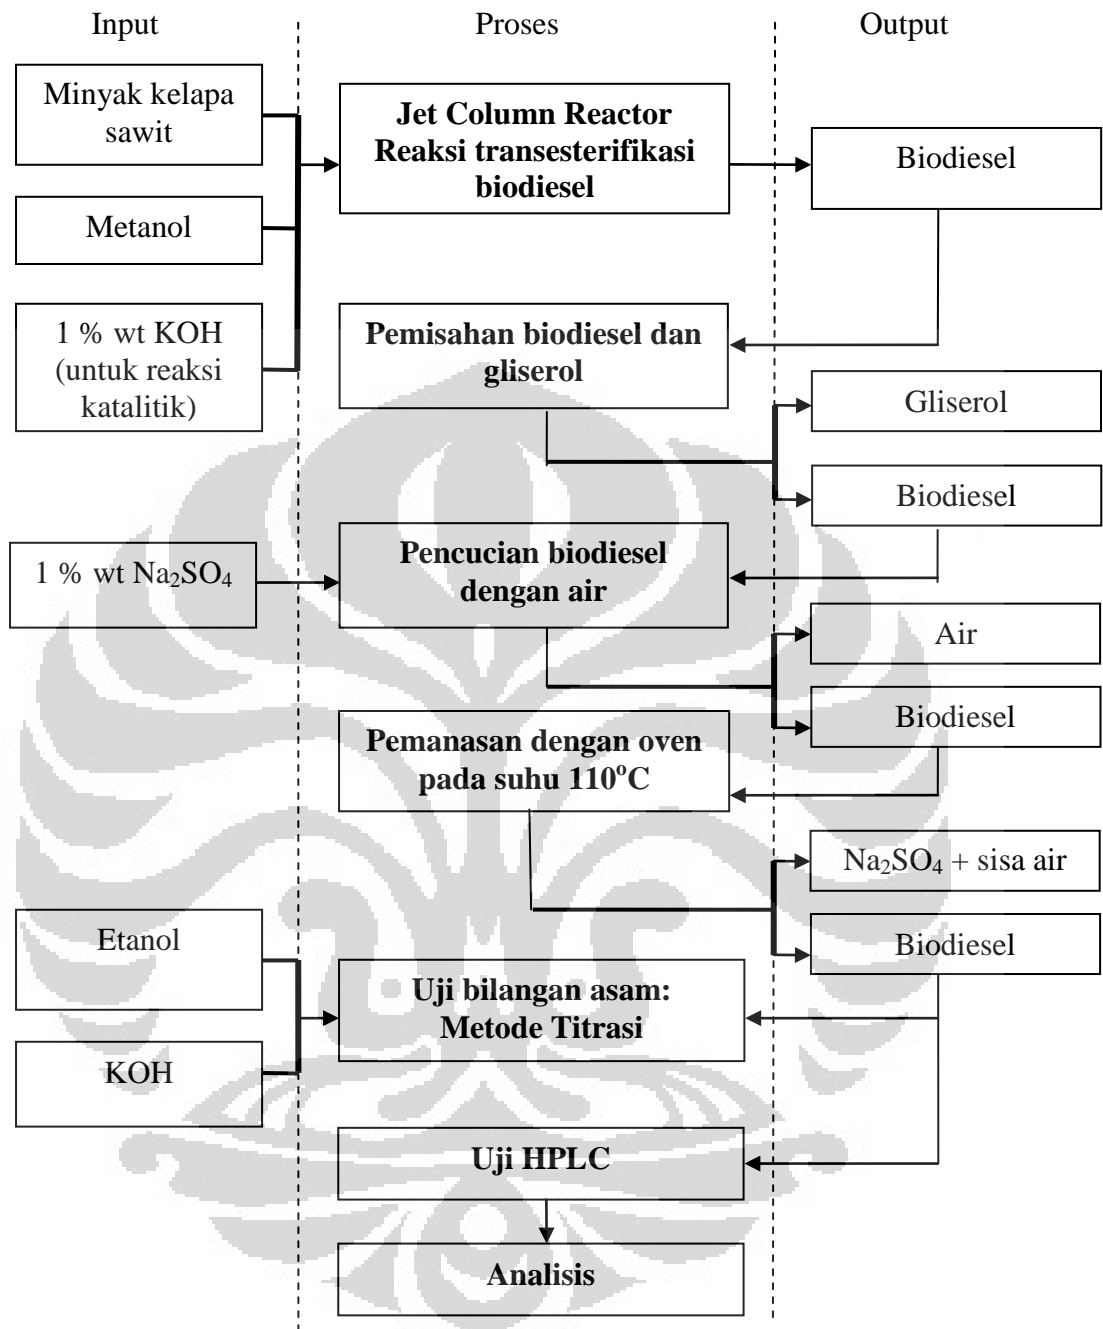 Input
Proses
Output
Minyak kelapa
sawit
Jet Column Reactor
Reaksi transesterifikasi
biodiesel
Biodiesel
Metanol
1 % wt KOH
(untuk reaksi
katalitik)
Pemisahan biodiesel dan
gliserol
Gliserol
Biodiesel
1 % wt Na₂SO₄
Pencucian biodiesel
dengan air
Air
Biodiesel
Pemanasan dengan oven
pada suhu 110ºC
Na₂SO₄ + sisa air
Biodiesel
Etanol
KOH
Uji bilangan asam:
Metode Titrasi
Uji HPLC
Analisis